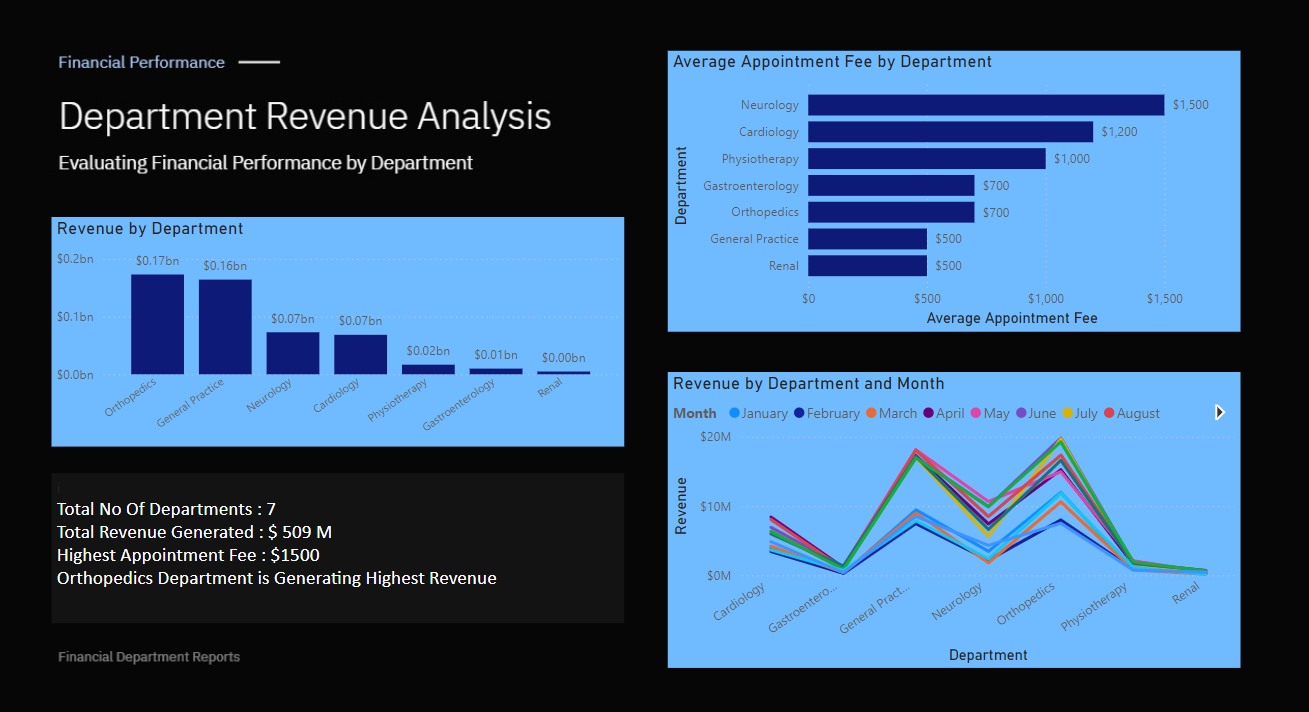 Financial Performance
Department Revenue Analysis
Evaluating Financial Performance by Department
Revenue by Department
$0.2bn
$0.1bn
$0.0bn
$0.17bn
$0.16bn
$0.07bn
$0.07bn
$0.02bn
$0.01bn
$0.00bn
Orthopedics
General Practice
Neurology
Cardiology
Physiotherapy
Gastroenterology
Renal
Total No Of Departments : 7
Total Revenue Generated : $ 509 M
Highest Appointment Fee : $1500
Orthopedics Department is Generating Highest Revenue
Financial Department Reports
Average Appointment Fee by Department
Department
Neurology $1,500
Cardiology $1,200
Physiotherapy $1,000
Gastroenterology $700
Orthopedics $700
General Practice $500
Renal $500
$0 $500 $1,000 $1,500
Average Appointment Fee
Revenue by Department and Month
Month January February March April May June July August
Revenue
$20M
$10M
$0M
Cardiology
Gastroentero...
General Pract...
Neurology
Orthopedics
Physiotherapy
Renal
Department